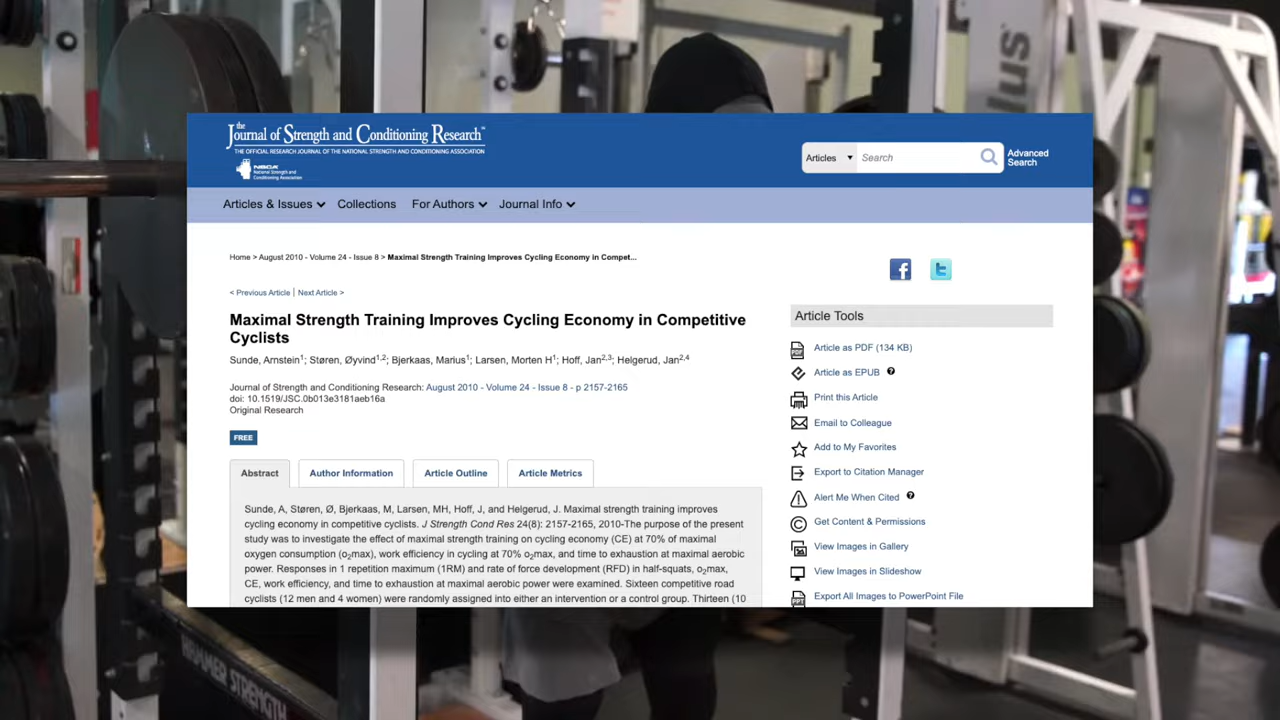 the
Journal of Strength and Conditioning Research™
THE OFFICIAL RESEARCH JOURNAL OF THE NATIONAL STRENGTH AND CONDITIONING ASSOCIATION
NSCA
National Strength and
Conditioning Association
Articles
Search
Advanced
Search
Articles & Issues
Collections
For Authors
Journal Info
Home > August 2010 - Volume 24 - Issue 8 > Maximal Strength Training Improves Cycling Economy in Compet...
< Previous Article | Next Article >
Maximal Strength Training Improves Cycling Economy in Competitive
Cyclists
Sunde, Arnstein1; Støren, Øyvind1,2; Bjerkaas, Marius1; Larsen, Morten H1; Hoff, Jan2,3; Helgerud, Jan2,4
Journal of Strength and Conditioning Research: August 2010 - Volume 24 - Issue 8 - p 2157-2165
doi: 10.1519/JSC.0b013e3181aeb16a
Original Research
FREE
Abstract
Author Information
Article Outline
Article Metrics
Sunde, A, Støren, Ø, Bjerkaas, M, Larsen, MH, Hoff, J, and Helgerud, J. Maximal strength training improves
cycling economy in competitive cyclists. J Strength Cond Res 24(8): 2157-2165, 2010-The purpose of the present
study was to investigate the effect of maximal strength training on cycling economy (CE) at 70% of maximal
oxygen consumption (o2max), work efficiency in cycling at 70% o2max, and time to exhaustion at maximal aerobic
power. Responses in 1 repetition maximum (1RM) and rate of force development (RFD) in half-squats, o2max,
CE, work efficiency, and time to exhaustion at maximal aerobic power were examined. Sixteen competitive road
cyclists (12 men and 4 women) were randomly assigned into either an intervention or a control group. Thirteen (10
Article Tools
Article as PDF (134 KB)
Article as EPUB
Print this Article
Email to Colleague
Add to My Favorites
Export to Citation Manager
Alert Me When Cited
Get Content & Permissions
View Images in Gallery
View Images in Slideshow
Export All Images to PowerPoint File
HAMMER STRENGTH